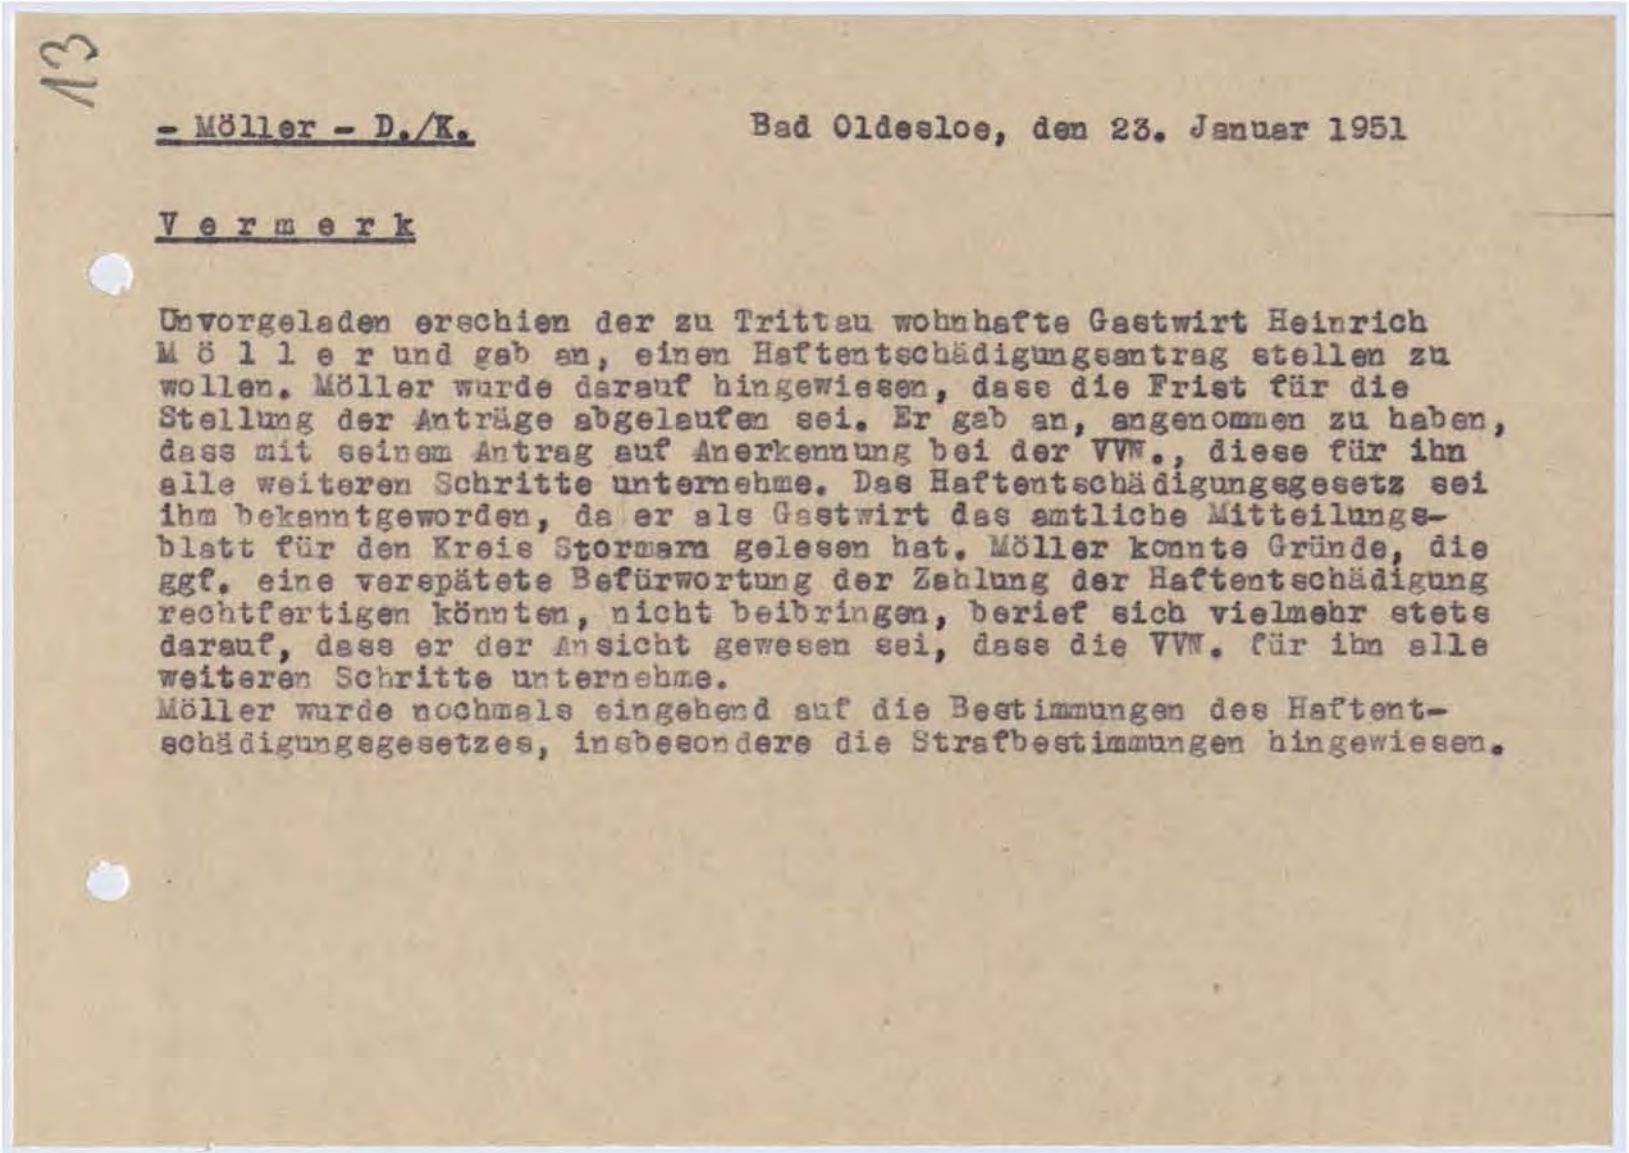 13
- Möller - D./K. Bad Oldesloe, den 23. Januar 1951
V e r m e r k
Unvorgeladen erschien der zu Trittau wohnhafte Gastwirt Heinrich
M ö l l e r und gab an, einen Haftentschädigungsantrag stellen zu
wollen. Möller wurde darauf hingewiesen, dass die Frist für die
Stellung der Anträge abgelaufen sei. Er gab an, angenommen zu haben,
dass mit seinem Antrag auf Anerkennung bei der VVN., diese für ihn
alle weiteren Schritte unternehme. Das Haftentschädigungsgesetz sei
ihm bekanntgeworden, da er als Gastwirt das amtliche Mitteilungs-
blatt für den Kreis Stormarn gelesen hat. Möller konnte Gründe, die
ggf. eine verspätete Befürwortung der Zahlung der Haftentschädigung
rechtfertigen könnten, nicht beibringen, berief sich vielmehr stets
darauf, dass er der Ansicht gewesen sei, dass die VVN. für ihn alle
weiteren Schritte unternehme.
Möller wurde nochmals eingehend auf die Bestimmungen des Haftent-
schädigungsgesetzes, insbesondere die Strafbestimmungen hingewiesen.